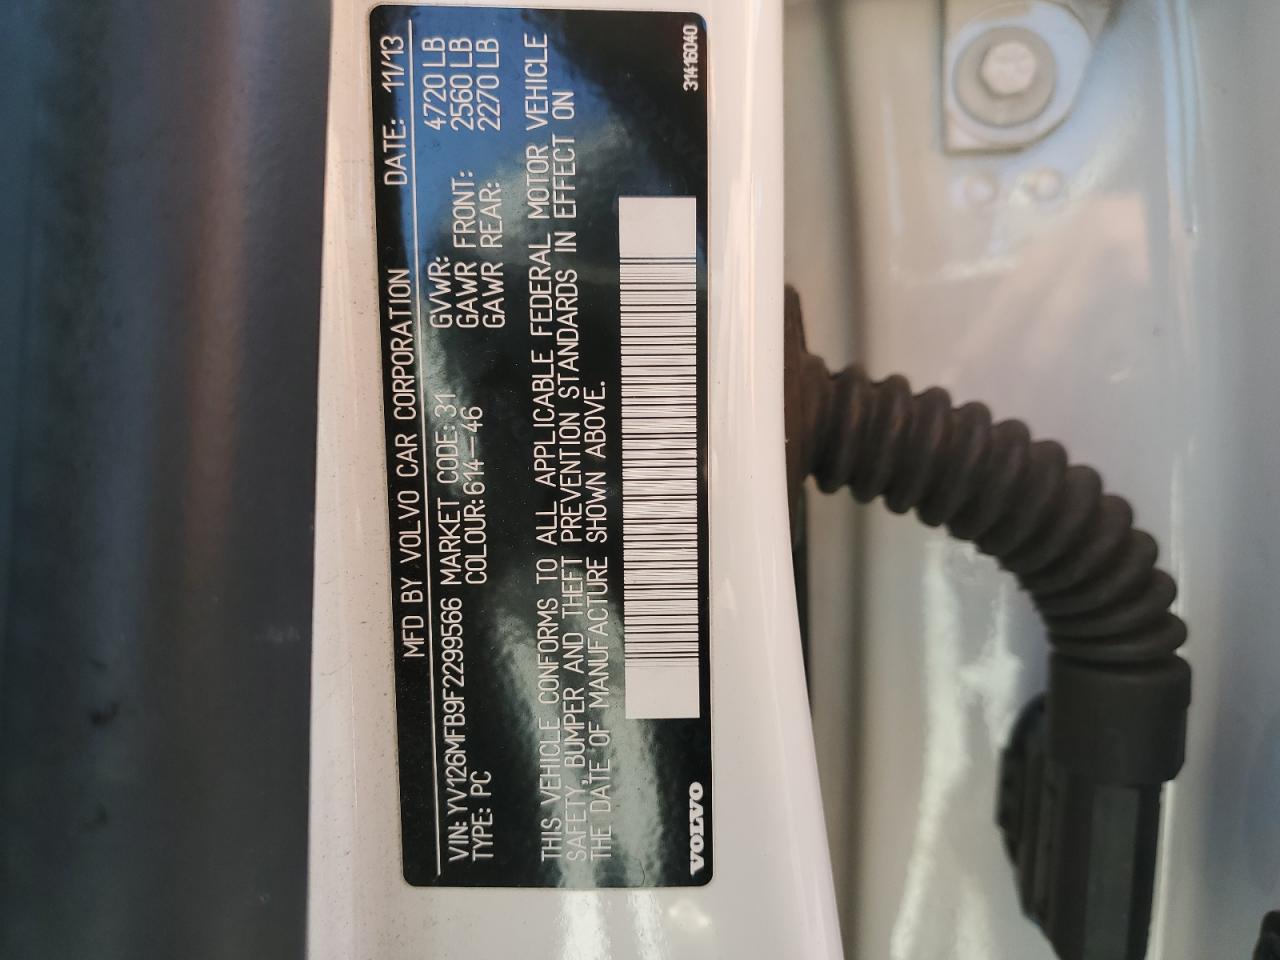 MFD BY VOLVO CAR CORPORATION DATE: 11/13
VIN: YV126MFB9F2299566 MARKET CODE: 31 GVWR: 4720 LB
TYPE: PC COLOUR: 614-46 GAWR FRONT: 2560 LB
GAWR REAR: 2270 LB
THIS VEHICLE CONFORMS TO ALL APPLICABLE FEDERAL MOTOR VEHICLE
SAFETY, BUMPER AND THEFT PREVENTION STANDARDS IN EFFECT ON
THE DATE OF MANUFACTURE SHOWN ABOVE.
VOLVO 31416040